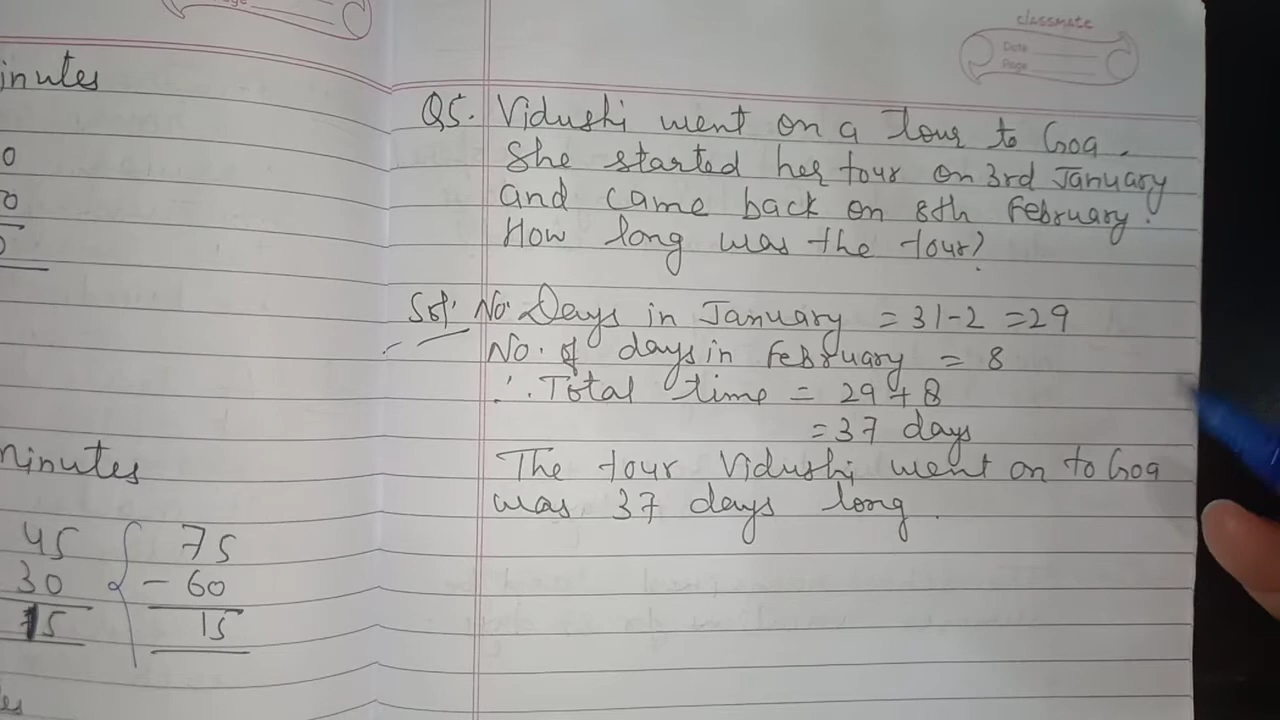 classmate
Date
Page
inutes
0
70
Q5. Vidushi went on a tour to Goa.
She started her tour on 3rd January
and came back on 8th February.
How long was the tour?
Sol. No. Days in January = 31-2 = 29
No. of days in February = 8
∴ Total time = 29 + 8
= 37 days
The tour Vidushi went on to Goa
was 37 days long.
minutes
45
30
15
75
- 60
15